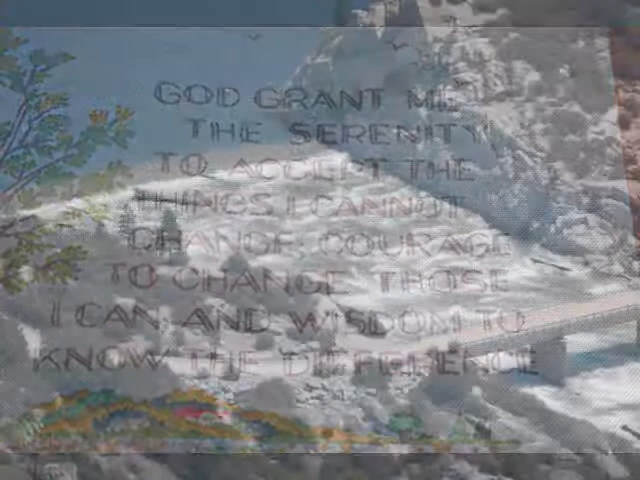 GOD GRANT ME
THE SERENITY
TO ACCEPT THE
THINGS I CANNOT
CHANGE, COURAGE
TO CHANGE THOSE
I CAN, AND WISDOM TO
KNOW THE DIFFERENCE